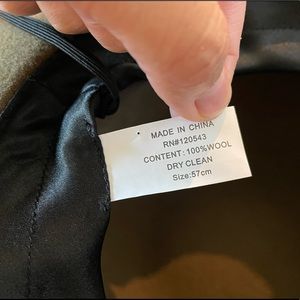 MADE IN CHINA
RN#120543
CONTENT:100%WOOL
DRY CLEAN
Size:57cm